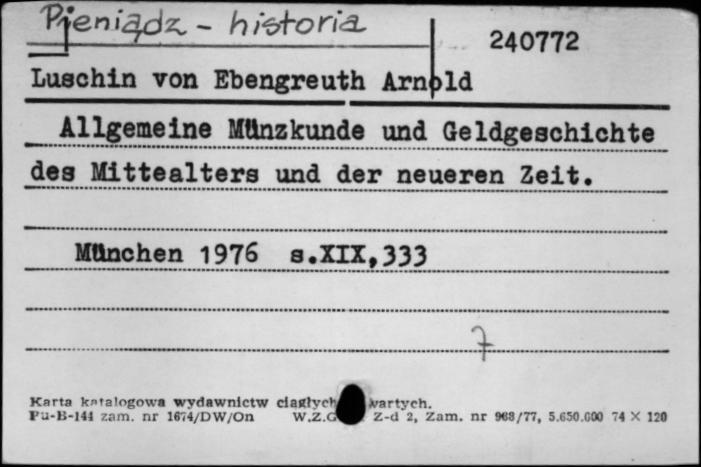 Pieniądz - historia
240772
Luschin von Ebengreuth Arnold
Allgemeine Münzkunde und Geldgeschichte
des Mittealters und der neueren Zeit.
München 1976 s.XIX,333
7
Karta katalogowa wydawnictw ciągłych wartych.
Pu-B-144 zam. nr 1674/DW/On W.Z.G. Z-d 2, Zam. nr 968/77, 5.650.000 74 X 120